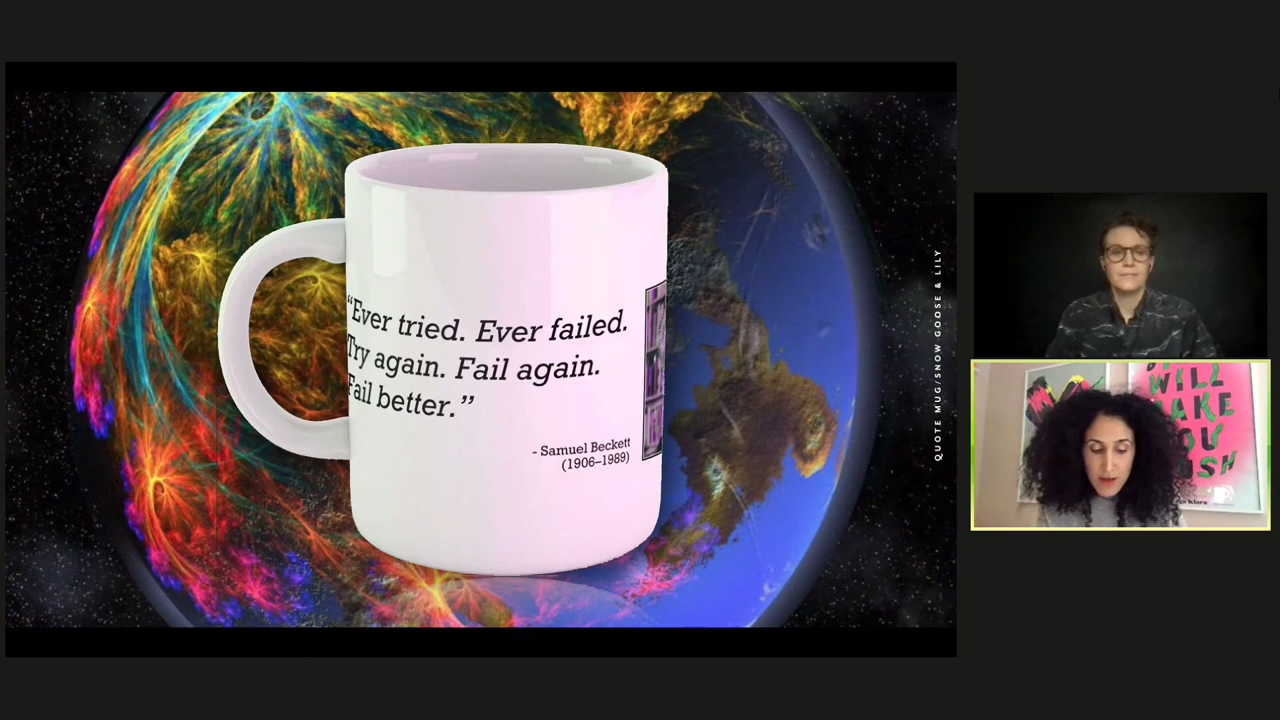 “Ever tried. Ever failed.
Try again. Fail again.
Fail better.”
- Samuel Beckett
(1906–1989)
QUOTE MUG/SNOW GOOSE & LILY
WILL